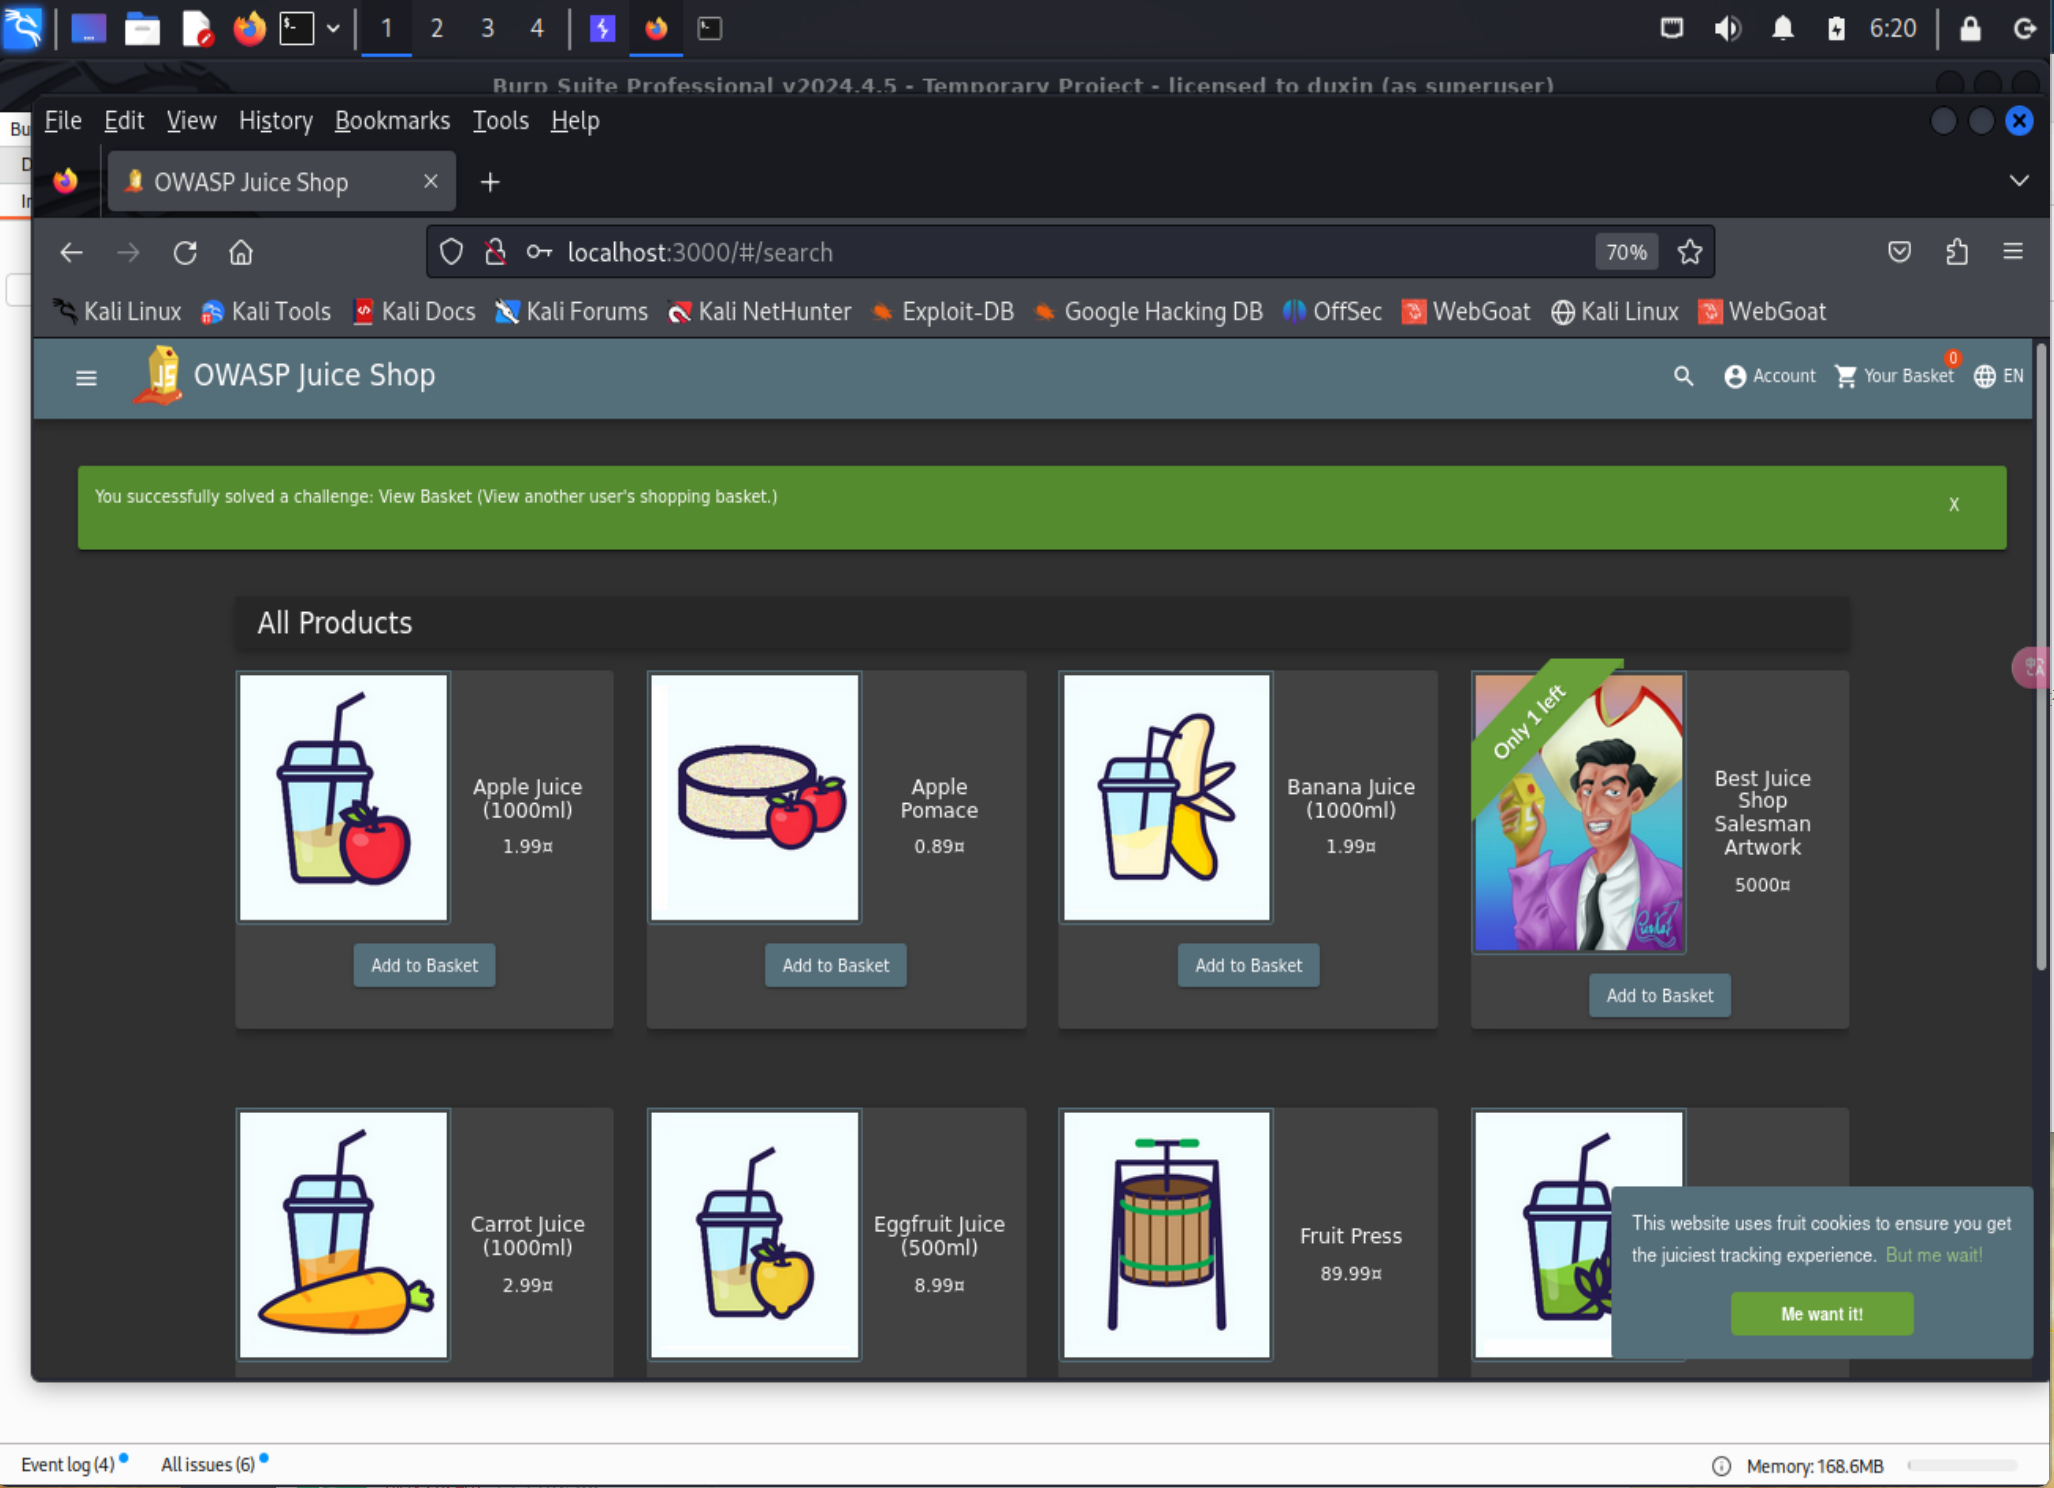 1 2 3 4 6:20
Burp Suite Professional v2024.4.5 - Temporary Project - licensed to duxin (as superuser)
Bu
D
In
File Edit View History Bookmarks Tools Help
OWASP Juice Shop
localhost:3000/#/search 70%
Kali Linux Kali Tools Kali Docs Kali Forums Kali NetHunter Exploit-DB Google Hacking DB OffSec WebGoat Kali Linux WebGoat
OWASP Juice Shop Account Your Basket 0 EN
You successfully solved a challenge: View Basket (View another user's shopping basket.) X
All Products
Apple Juice
(1000ml)
1.99¤
Add to Basket
Apple
Pomace
0.89¤
Add to Basket
Banana Juice
(1000ml)
1.99¤
Add to Basket
Only 1 left
Best Juice
Shop
Salesman
Artwork
5000¤
Add to Basket
Carrot Juice
(1000ml)
2.99¤
Eggfruit Juice
(500ml)
8.99¤
Fruit Press
89.99¤
This website uses fruit cookies to ensure you get
the juiciest tracking experience. But me wait!
Me want it!
Event log (4) All issues (6) Memory: 168.6MB